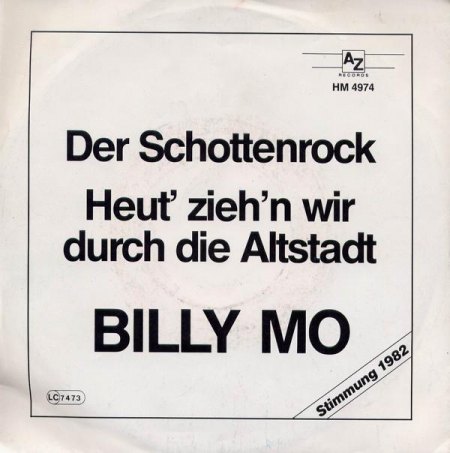 AZ
RECORDS
HM 4974
Der Schottenrock
Heut' zieh'n wir
durch die Altstadt
BILLY MO
Stimmung 1982
LC 7473